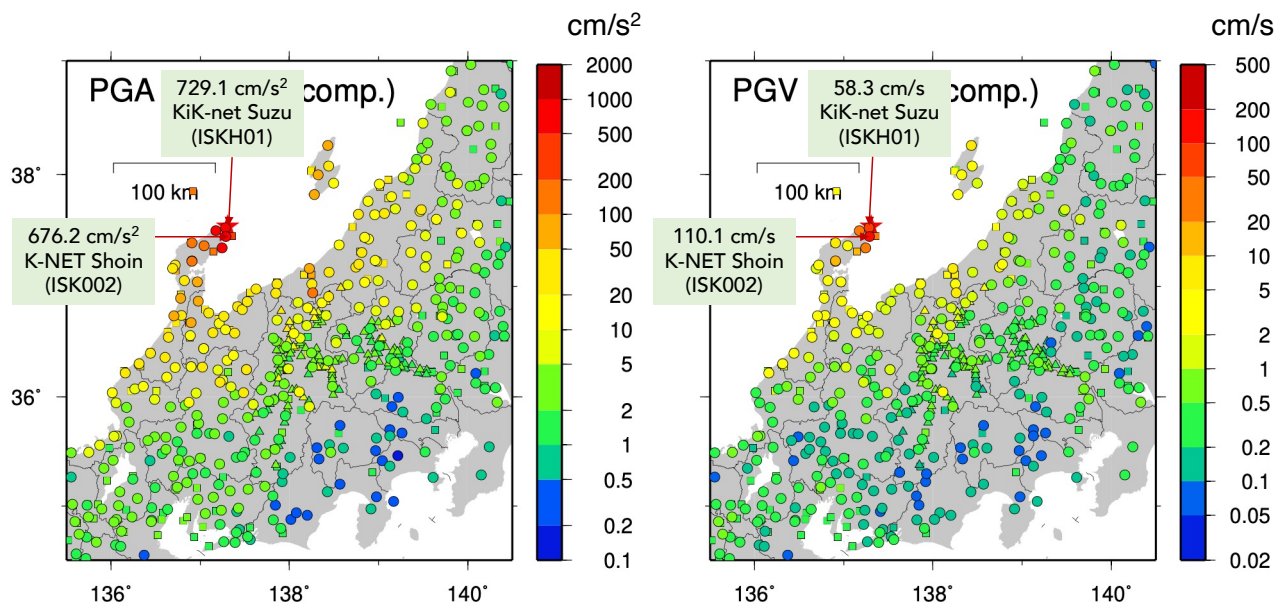 cm/s²
PGA
comp.)
729.1 cm/s²
KiK-net Suzu
(ISKH01)
38˚
100 km
676.2 cm/s²
K-NET Shoin
(ISK002)
36˚
136˚
138˚
140˚
2000
1000
500
200
100
50
20
10
5
2
1
0.5
0.2
0.1
cm/s
PGV
comp.)
58.3 cm/s
KiK-net Suzu
(ISKH01)
100 km
110.1 cm/s
K-NET Shoin
(ISK002)
136˚
138˚
140˚
500
200
100
50
20
10
5
2
1
0.5
0.2
0.1
0.05
0.02